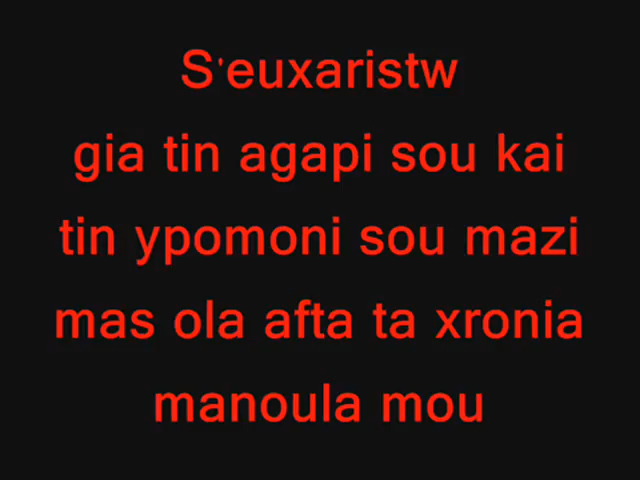 S'euxaristw
gia tin agapi sou kai
tin ypomoni sou mazi
mas ola afta ta xronia
manoula mou